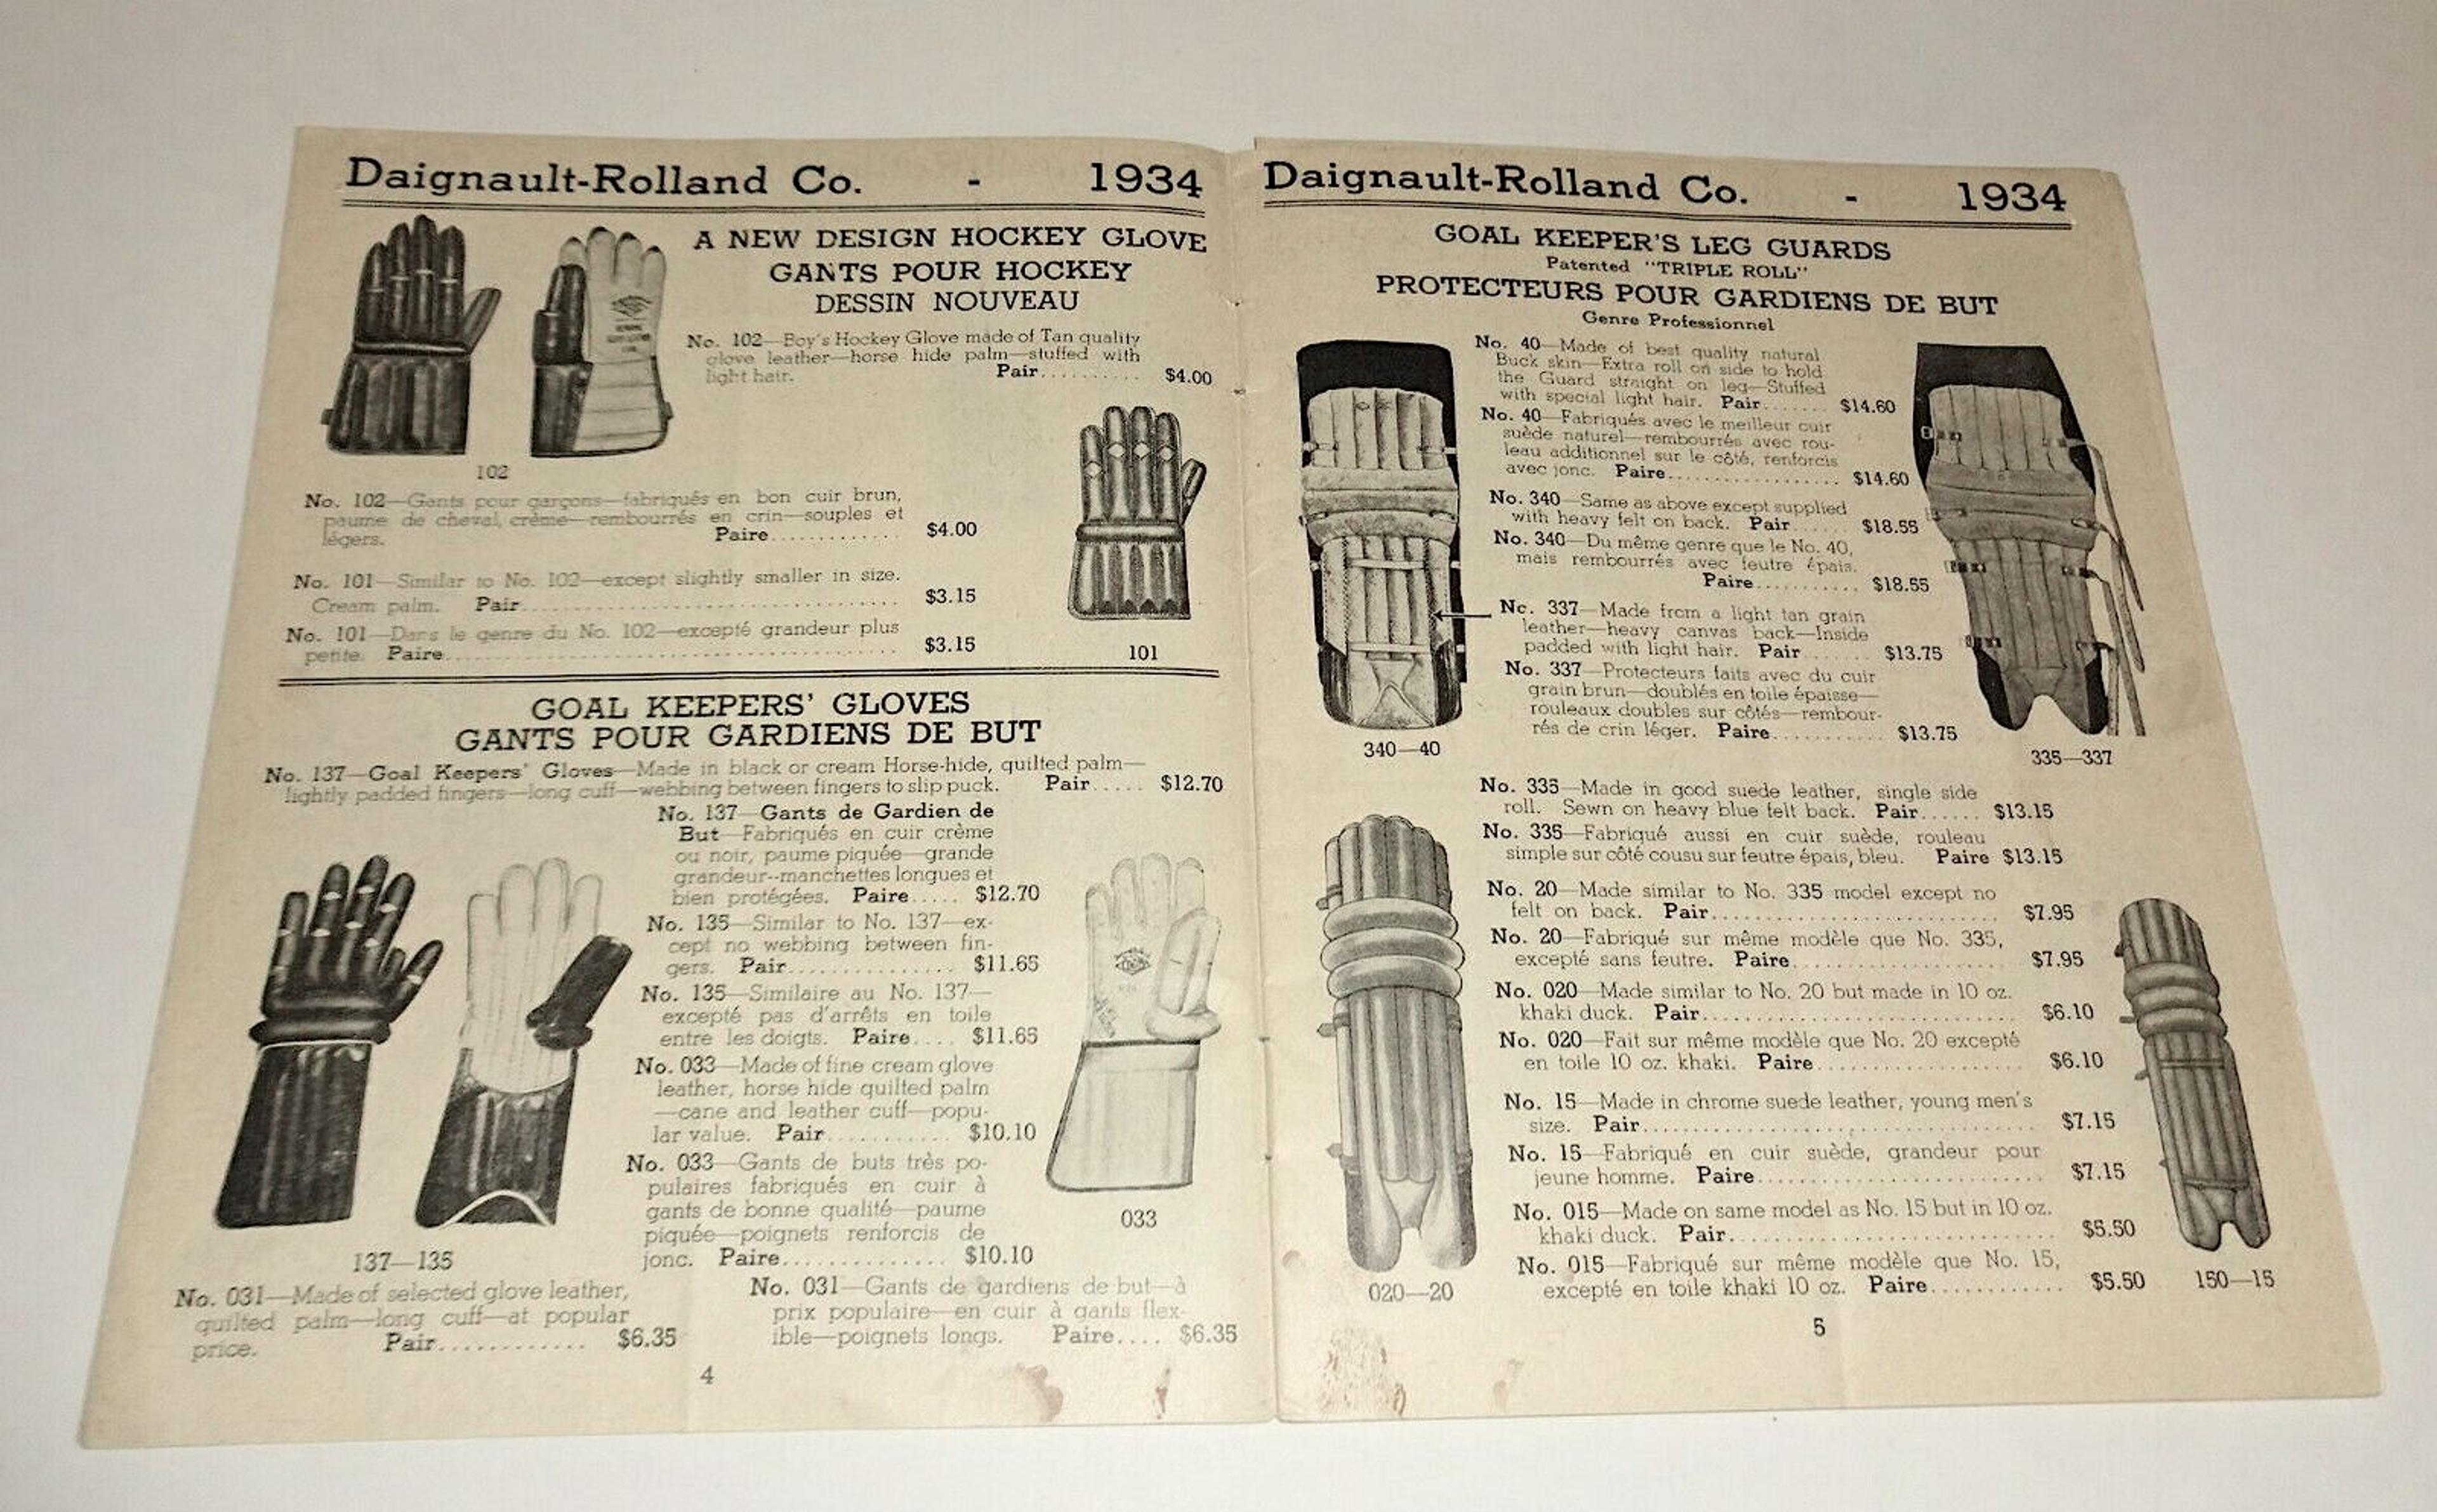 Daignault-Rolland Co. - 1934
A NEW DESIGN HOCKEY GLOVE
GANTS POUR HOCKEY
DESSIN NOUVEAU
No. 102—Boy's Hockey Glove made of Tan quality
glove leather—horse hide palm—stuffed with
light hair. Pair.......... $4.00
102
No. 102—Gants pour garçons—fabriqués en bon cuir brun,
paume de cheval, crème—rembourrés en crin—souples et
légers. Paire............ $4.00
No. 101—Similar to No. 102—except slightly smaller in size.
Cream palm. Pair.................................. $3.15
No. 101—Dans le genre du No. 102—excepté grandeur plus
petite. Paire.......................................... $3.15
101
GOAL KEEPERS' GLOVES
GANTS POUR GARDIENS DE BUT
No. 137—Goal Keepers' Gloves—Made in black or cream Horse-hide, quilted palm—
lightly padded fingers—long cuff—webbing between fingers to slip puck. Pair..... $12.70
No. 137—Gants de Gardien de
But—Fabriqués en cuir crème
ou noir, paume piquée—grande
grandeur--manchettes longues et
bien protégées. Paire..... $12.70
No. 135—Similar to No. 137—ex-
cept no webbing between fin-
gers. Pair............... $11.65
No. 135—Similaire au No. 137—
excepté pas d'arrêts en toile
entre les doigts. Paire.... $11.65
No. 033—Made of fine cream glove
leather, horse hide quilted palm
—cane and leather cuff—popu-
lar value. Pair........... $10.10
No. 033—Gants de buts très po-
pulaires fabriqués en cuir à
gants de bonne qualité—paume
piquée—poignets renforcis de
jonc. Paire.............. $10.10
137—135
033
No. 031—Made of selected glove leather,
quilted palm—long cuff—at popular
price. Pair............ $6.35
No. 031—Gants de gardiens de but—à
prix populaire—en cuir à gants flex-
ible—poignets longs. Paire.... $6.35
4
Daignault-Rolland Co. - 1934
GOAL KEEPER'S LEG GUARDS
Patented "TRIPLE ROLL"
PROTECTEURS POUR GARDIENS DE BUT
Genre Professionnel
No. 40—Made of best quality natural
Buck skin—Extra roll on side to hold
the Guard straight on leg—Stuffed
with special light hair. Pair....... $14.60
No. 40—Fabriqués avec le meilleur cuir
suède naturel—rembourrés avec rou-
leau additionnel sur le côté, renforcis
avec jonc. Paire................. $14.60
No. 340—Same as above except supplied
with heavy felt on back. Pair...... $18.55
No. 340—Du même genre que le No. 40,
mais rembourrés avec feutre épais.
Paire.......... $18.55
No. 337—Made from a light tan grain
leather—heavy canvas back—Inside
padded with light hair. Pair....... $13.75
No. 337—Protecteurs faits avec du cuir
grain brun—doublés en toile épaisse—
rouleaux doubles sur côtés—rembour-
rés de crin léger. Paire........... $13.75
340—40
335—337
No. 335—Made in good suede leather, single side
roll. Sewn on heavy blue felt back. Pair...... $13.15
No. 335—Fabriqué aussi en cuir suède, rouleau
simple sur côté cousu sur feutre épais, bleu. Paire $13.15
No. 20—Made similar to No. 335 model except no
felt on back. Pair........................... $7.95
No. 20—Fabriqué sur même modèle que No. 335,
excepté sans feutre. Paire.................... $7.95
No. 020—Made similar to No. 20 but made in 10 oz.
khaki duck. Pair............................. $6.10
No. 020—Fait sur même modèle que No. 20 excepté
en toile 10 oz. khaki. Paire................... $6.10
No. 15—Made in chrome suede leather, young men's
size. Pair..................................... $7.15
No. 15—Fabriqué en cuir suède, grandeur pour
jeune homme. Paire.......................... $7.15
No. 015—Made on same model as No. 15 but in 10 oz.
khaki duck. Pair.............................. $5.50
No. 015—Fabriqué sur même modèle que No. 15,
excepté en toile khaki 10 oz. Paire............ $5.50
020—20
150—15
5